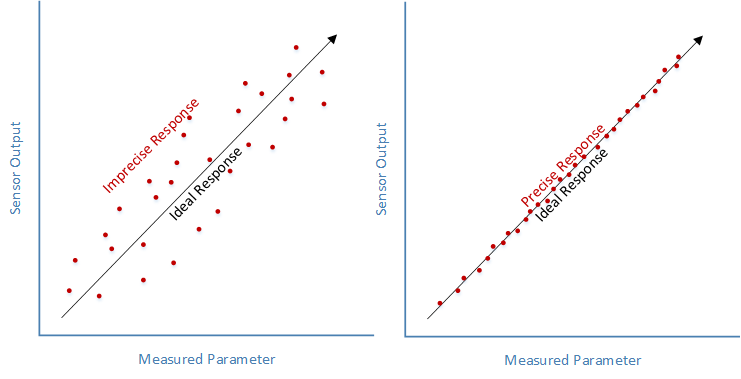 Sensor Output
Imprecise Response
Ideal Response
Measured Parameter
Sensor Output
Precise Response
Ideal Response
Measured Parameter